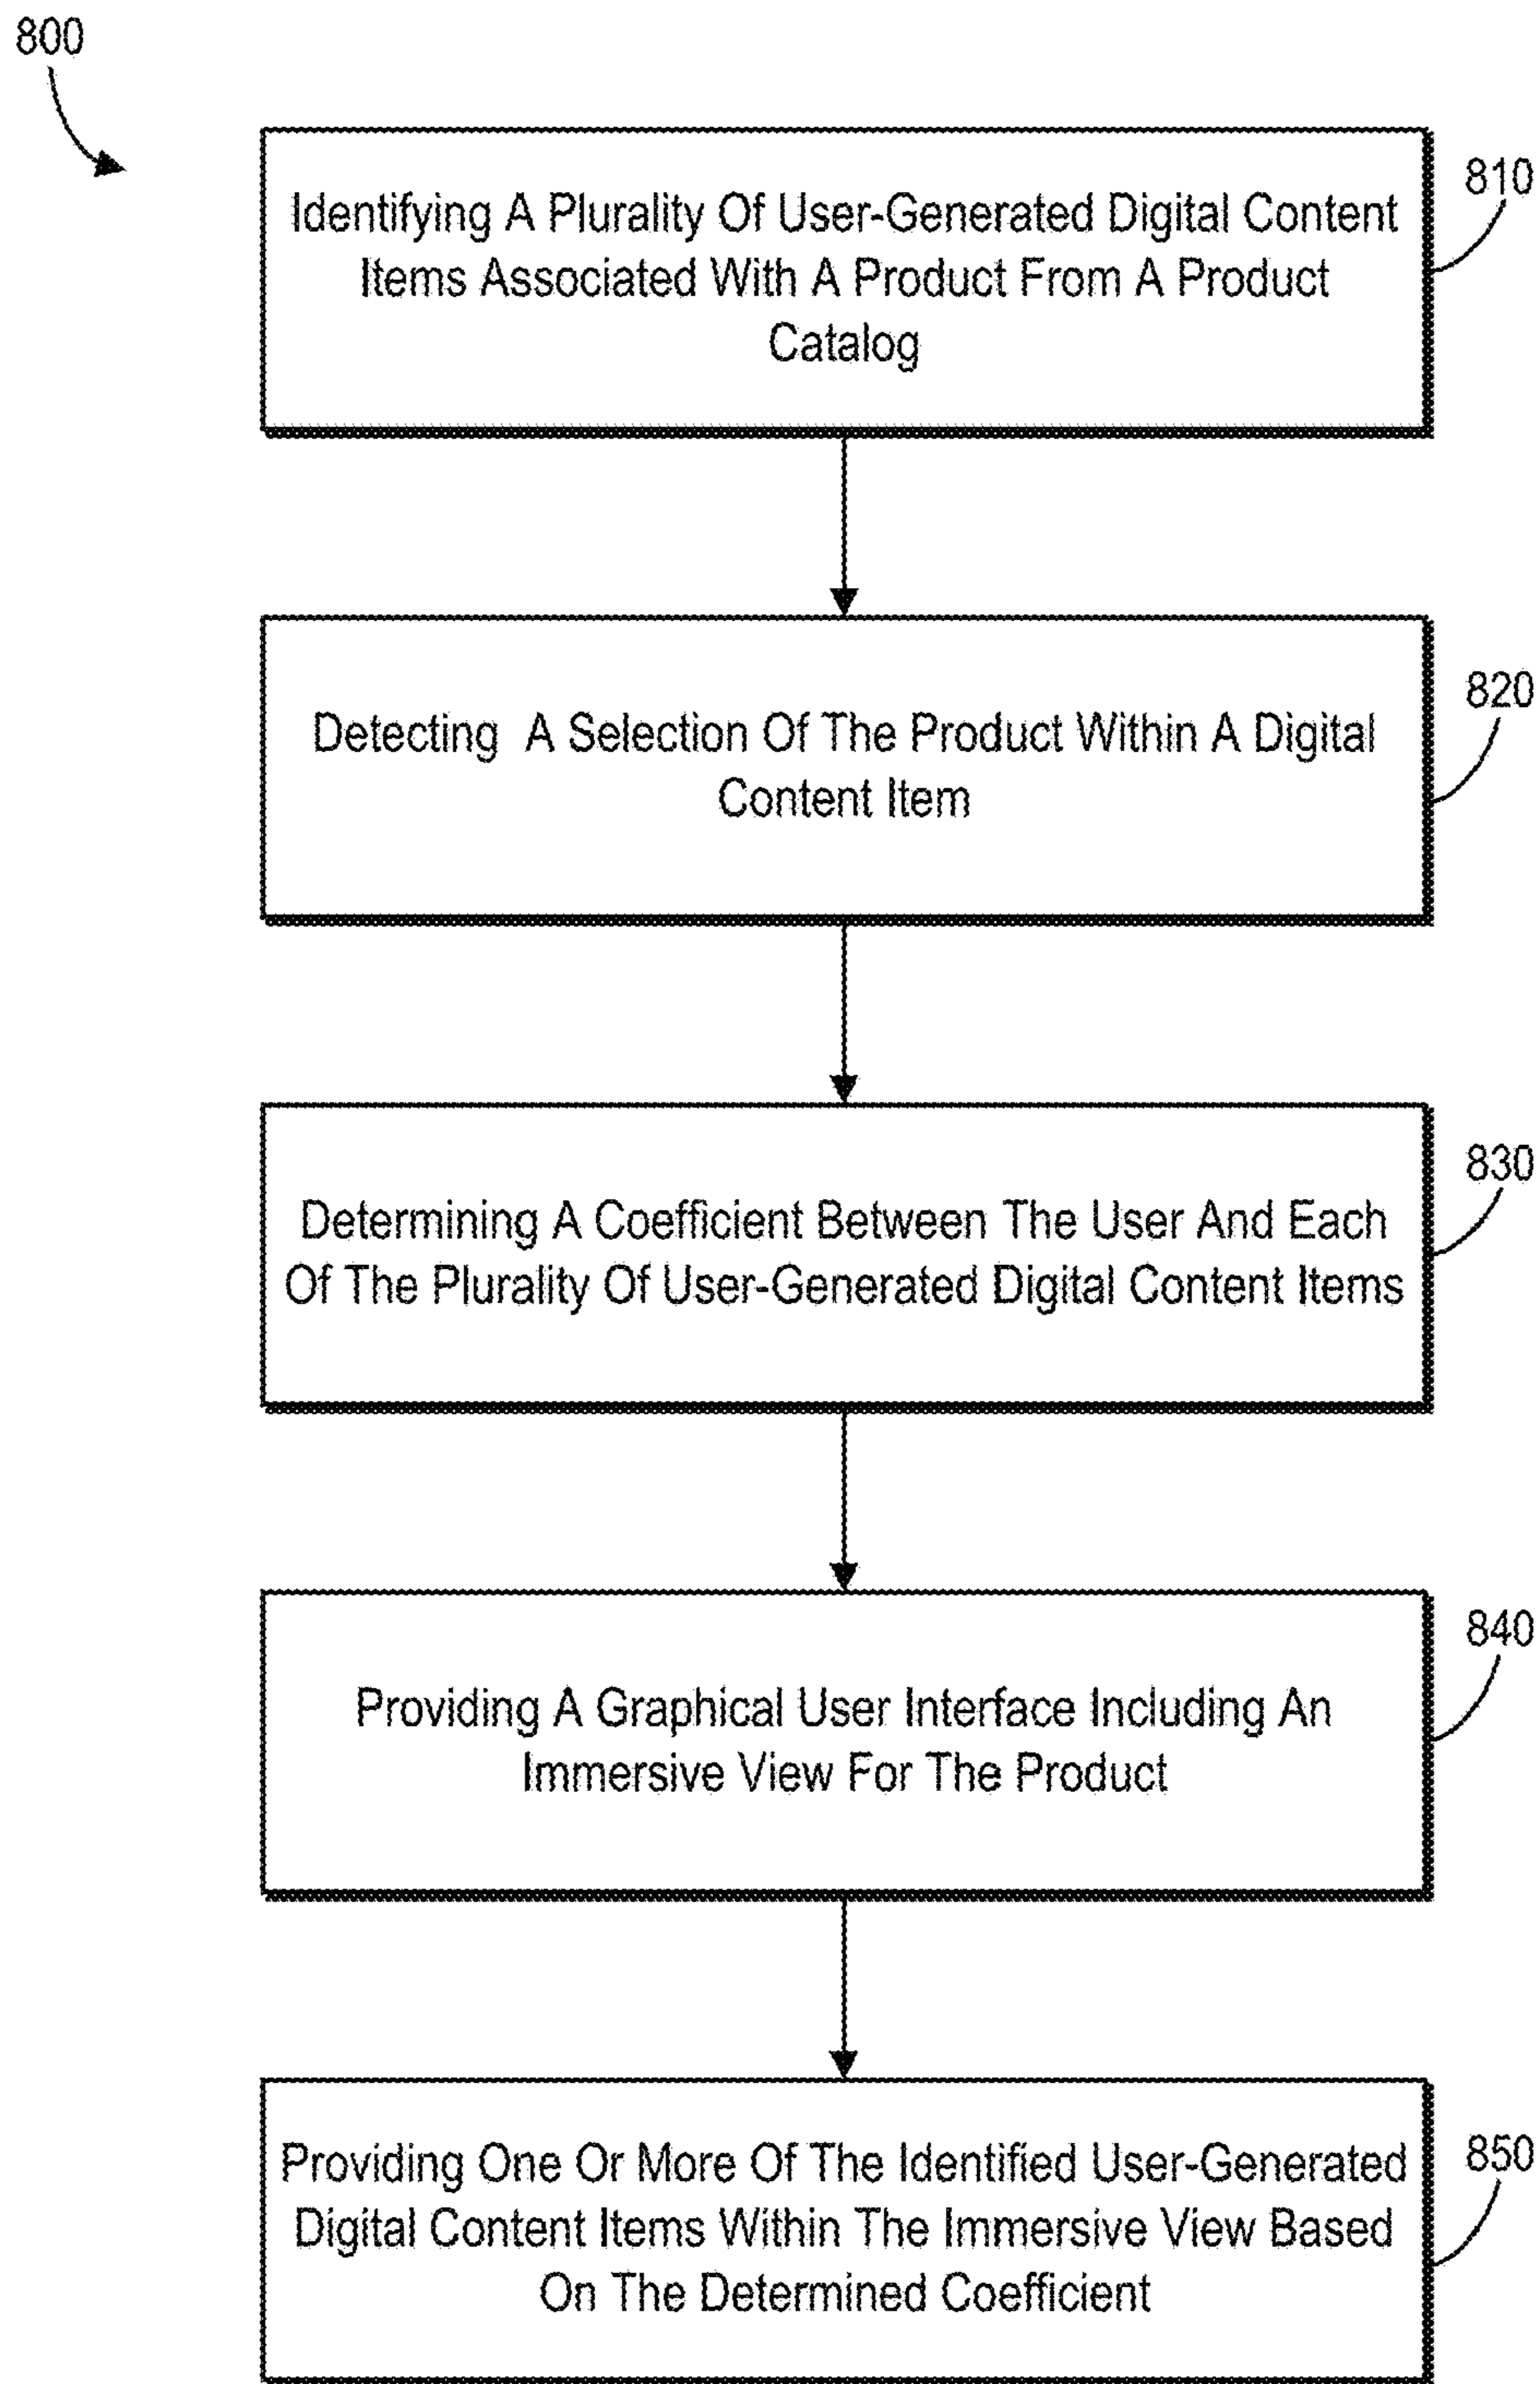 800
Identifying A Plurality Of User-Generated Digital Content
Items Associated With A Product From A Product
Catalog
810
Detecting A Selection Of The Product Within A Digital
Content Item
820
Determining A Coefficient Between The User And Each
Of The Plurality Of User-Generated Digital Content Items
830
Providing A Graphical User Interface Including An
Immersive View For The Product
840
Providing One Or More Of The Identified User-Generated
Digital Content Items Within The Immersive View Based
On The Determined Coefficient
850